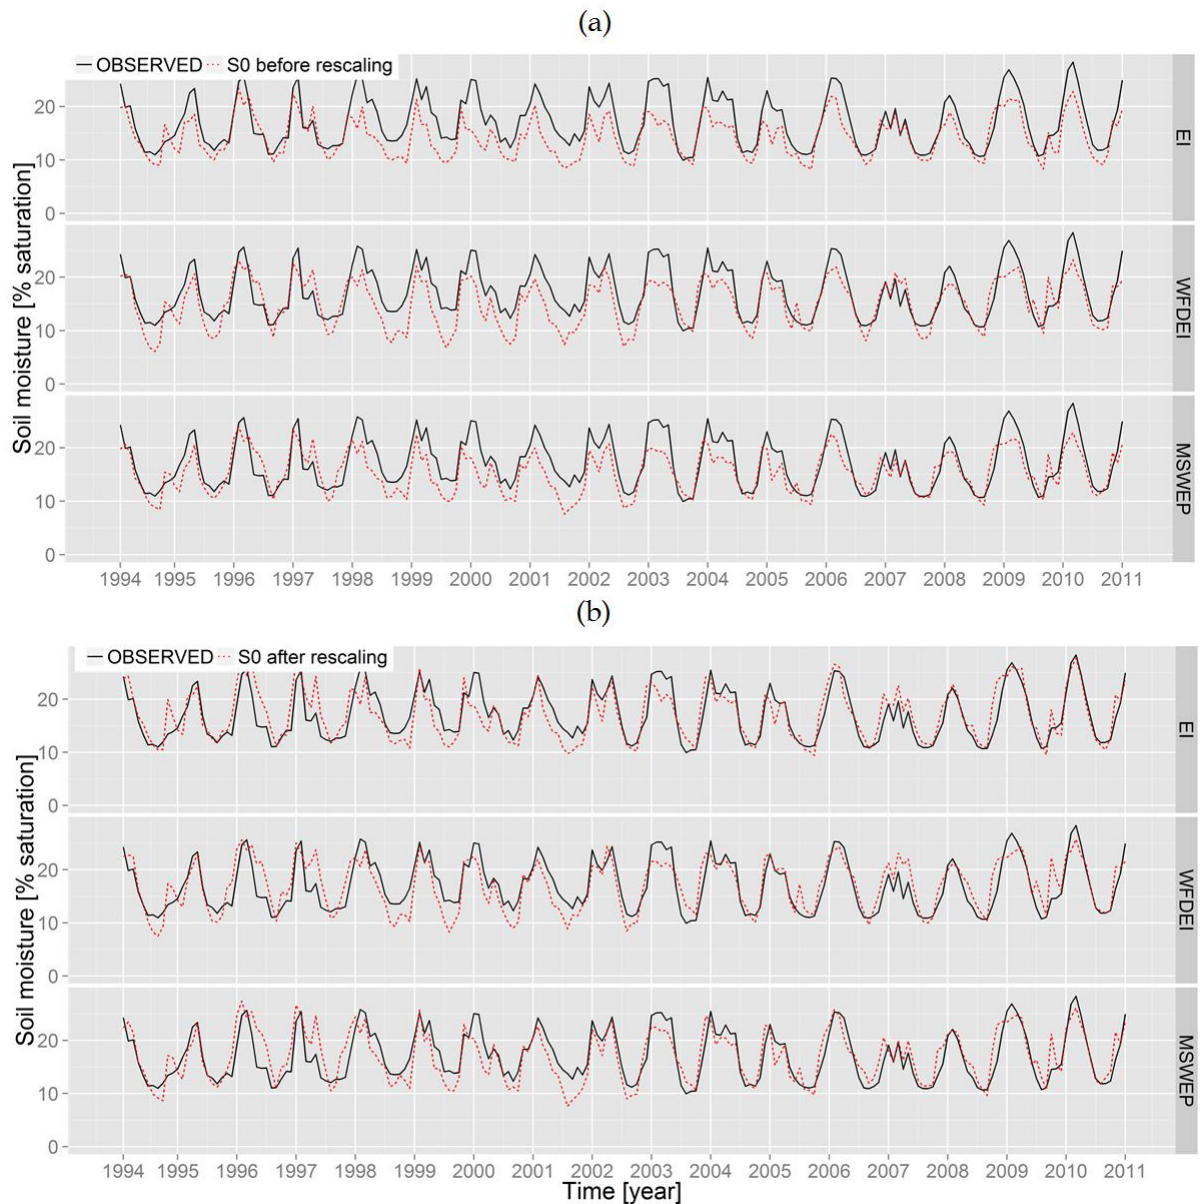 (a)
OBSERVED S0 before rescaling
20
10
0
EI
20
10
0
WFDEI
20
10
0
MSWEP
Soil moisture [% saturation]
1994 1995 1996 1997 1998 1999 2000 2001 2002 2003 2004 2005 2006 2007 2008 2009 2010 2011
(b)
OBSERVED S0 after rescaling
20
10
0
EI
20
10
0
WFDEI
20
10
0
MSWEP
Soil moisture [% saturation]
1994 1995 1996 1997 1998 1999 2000 2001 2002 2003 2004 2005 2006 2007 2008 2009 2010 2011
Time [year]